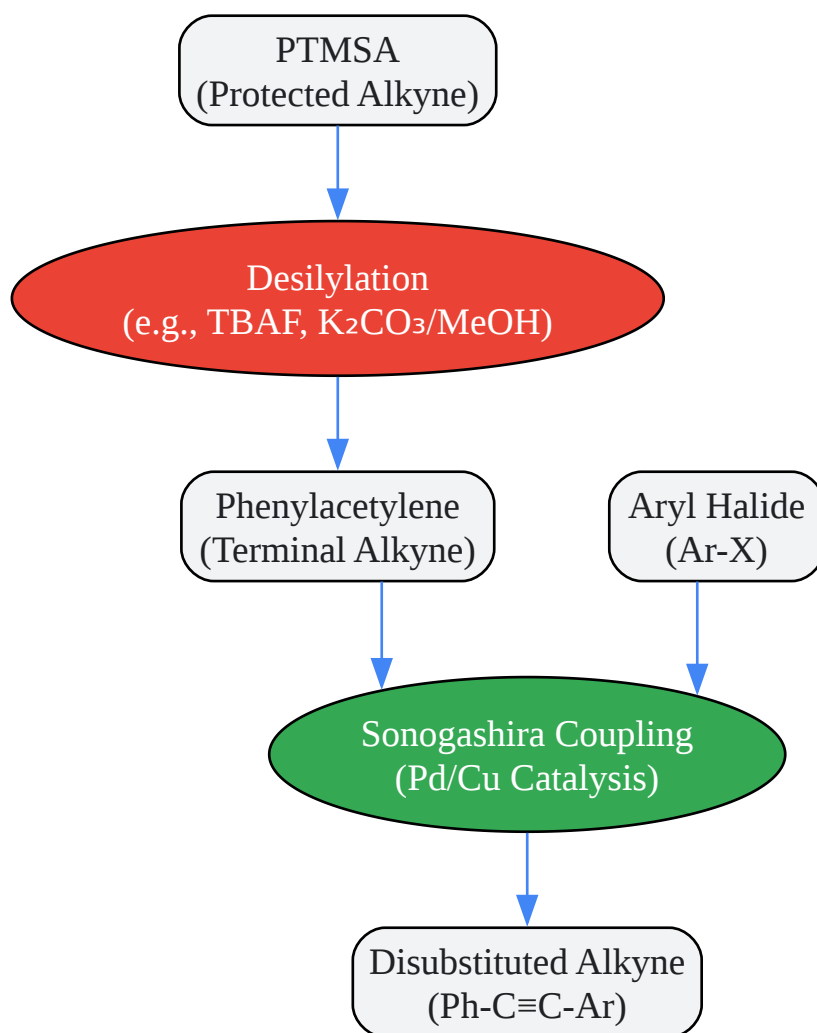 PTMSA
(Protected Alkyne)
Desilylation
(e.g., TBAF, K₂CO₃/MeOH)
Phenylacetylene
(Terminal Alkyne)
Aryl Halide
(Ar-X)
Sonogashira Coupling
(Pd/Cu Catalysis)
Disubstituted Alkyne
(Ph-C≡C-Ar)